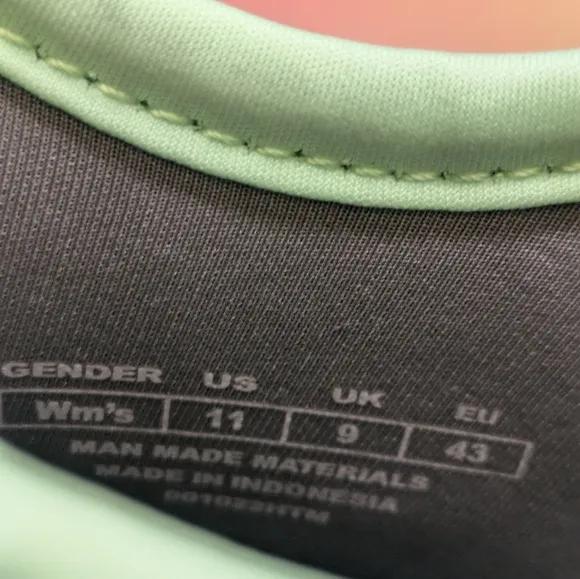 GENDER US UK EU
Wm's 11 9 43
MAN MADE MATERIALS
MADE IN INDONESIA